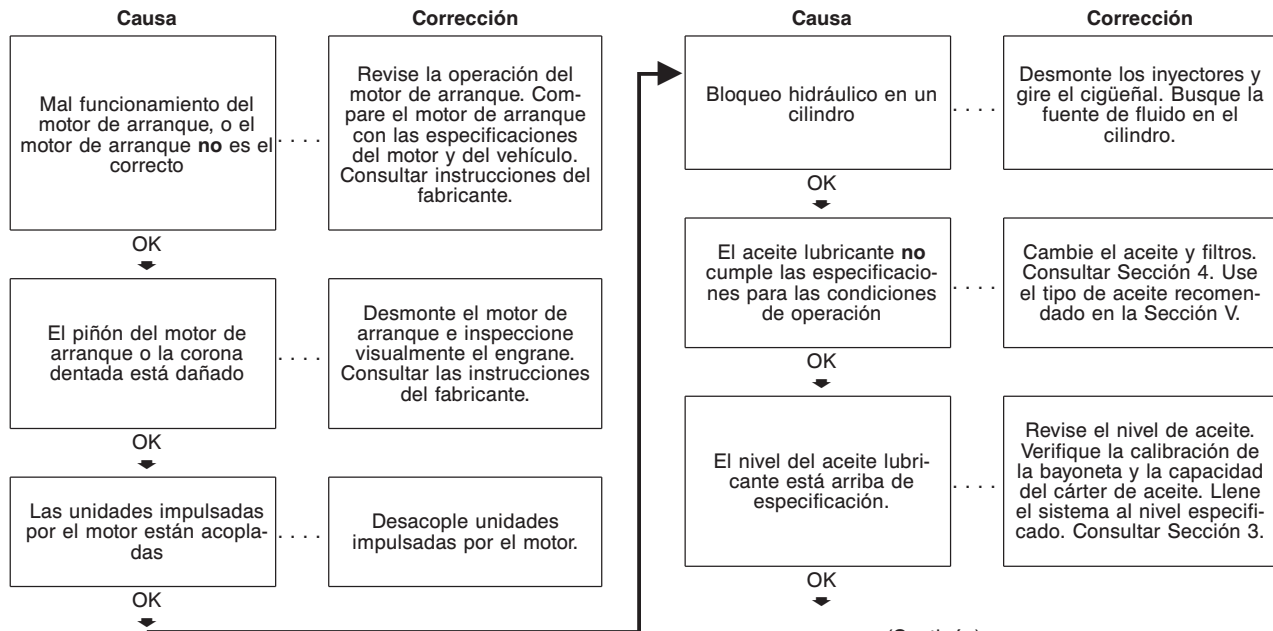 Causa
Corrección
Mal funcionamiento del
motor de arranque, o el
motor de arranque no es el
correcto
. . . .
Revise la operación del
motor de arranque. Com-
pare el motor de arranque
con las especificaciones
del motor y del vehículo.
Consultar instrucciones del
fabricante.
OK
El piñón del motor de
arranque o la corona
dentada está dañado
. . . .
Desmonte el motor de
arranque e inspeccione
visualmente el engrane.
Consultar las instrucciones
del fabricante.
OK
Las unidades impulsadas
por el motor están acopla-
das
. . . .
Desacople unidades
impulsadas por el motor.
OK
Causa
Corrección
Bloqueo hidráulico en un
cilindro
. . . .
Desmonte los inyectores y
gire el cigüeñal. Busque la
fuente de fluido en el
cilindro.
OK
El aceite lubricante no
cumple las especificacio-
nes para las condiciones
de operación
. . . .
Cambie el aceite y filtros.
Consultar Sección 4. Use
el tipo de aceite recomen-
dado en la Sección V.
OK
El nivel del aceite lubri-
cante está arriba de
especificación.
. . . .
Revise el nivel de aceite.
Verifique la calibración de
la bayoneta y la capacidad
del cárter de aceite. Llene
el sistema al nivel especifi-
cado. Consultar Sección 3.
OK